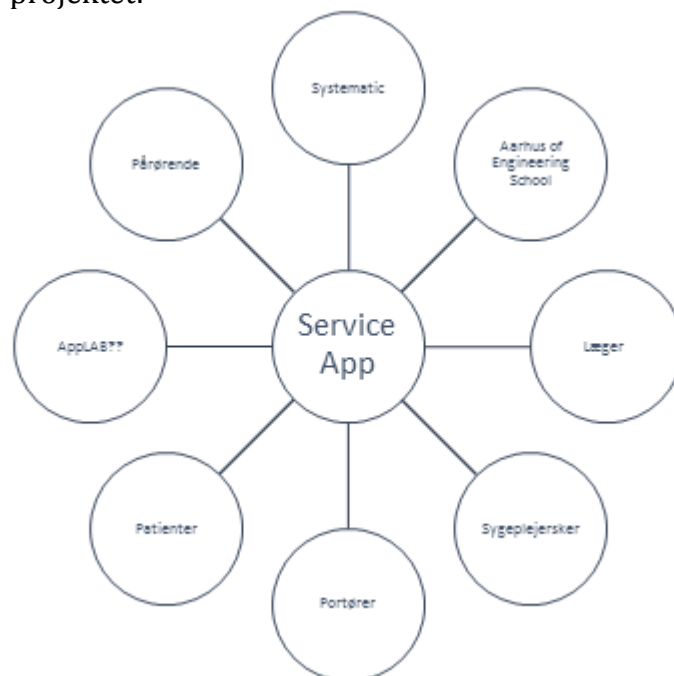 projektet.
Systematic
Pårørende
Aarhus of
Engineering
School
AppLAB??
Service
App
Læger
Patienter
Sygeplejersker
Portører